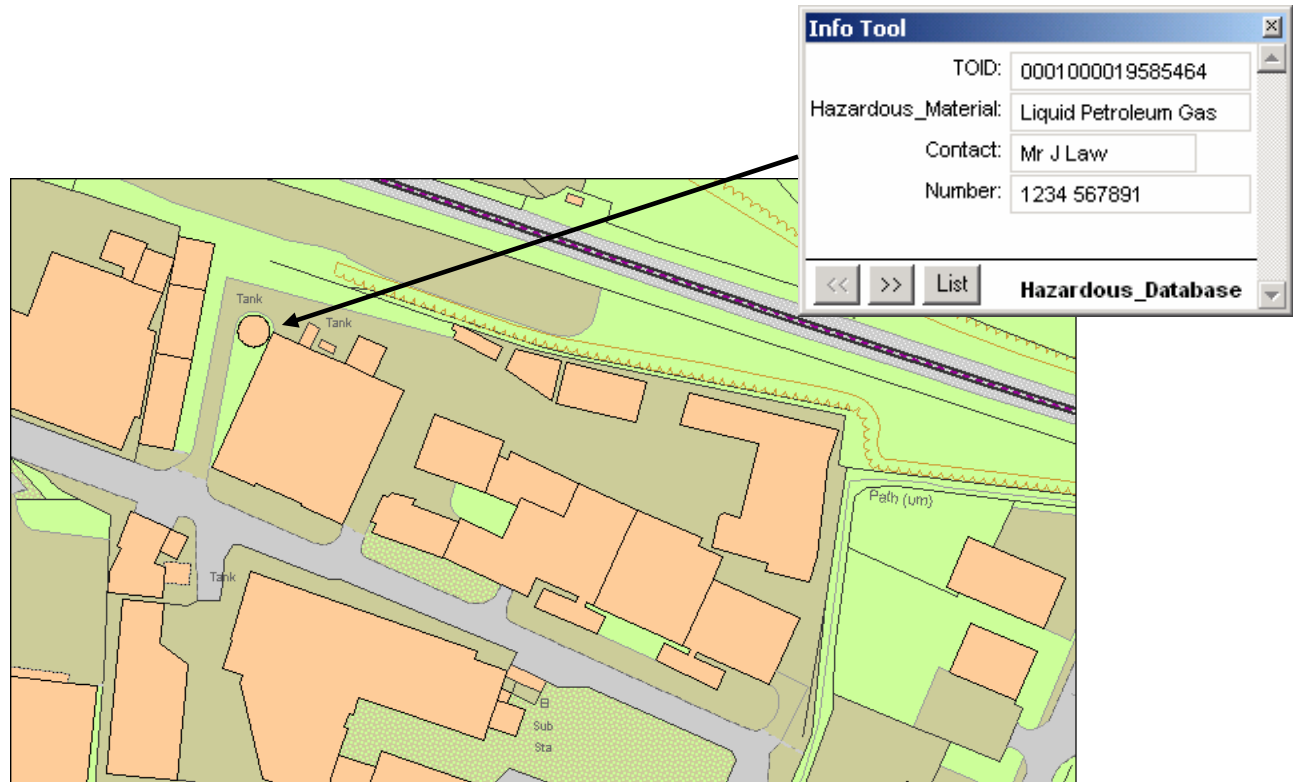 Info Tool
TOID: 0001000019585464
Hazardous_Material: Liquid Petroleum Gas
Contact: Mr J Law
Number: 1234 567891
<< >> List Hazardous_Database
Tank
Tank
Path (um)
Tank
El
Sub
Sta